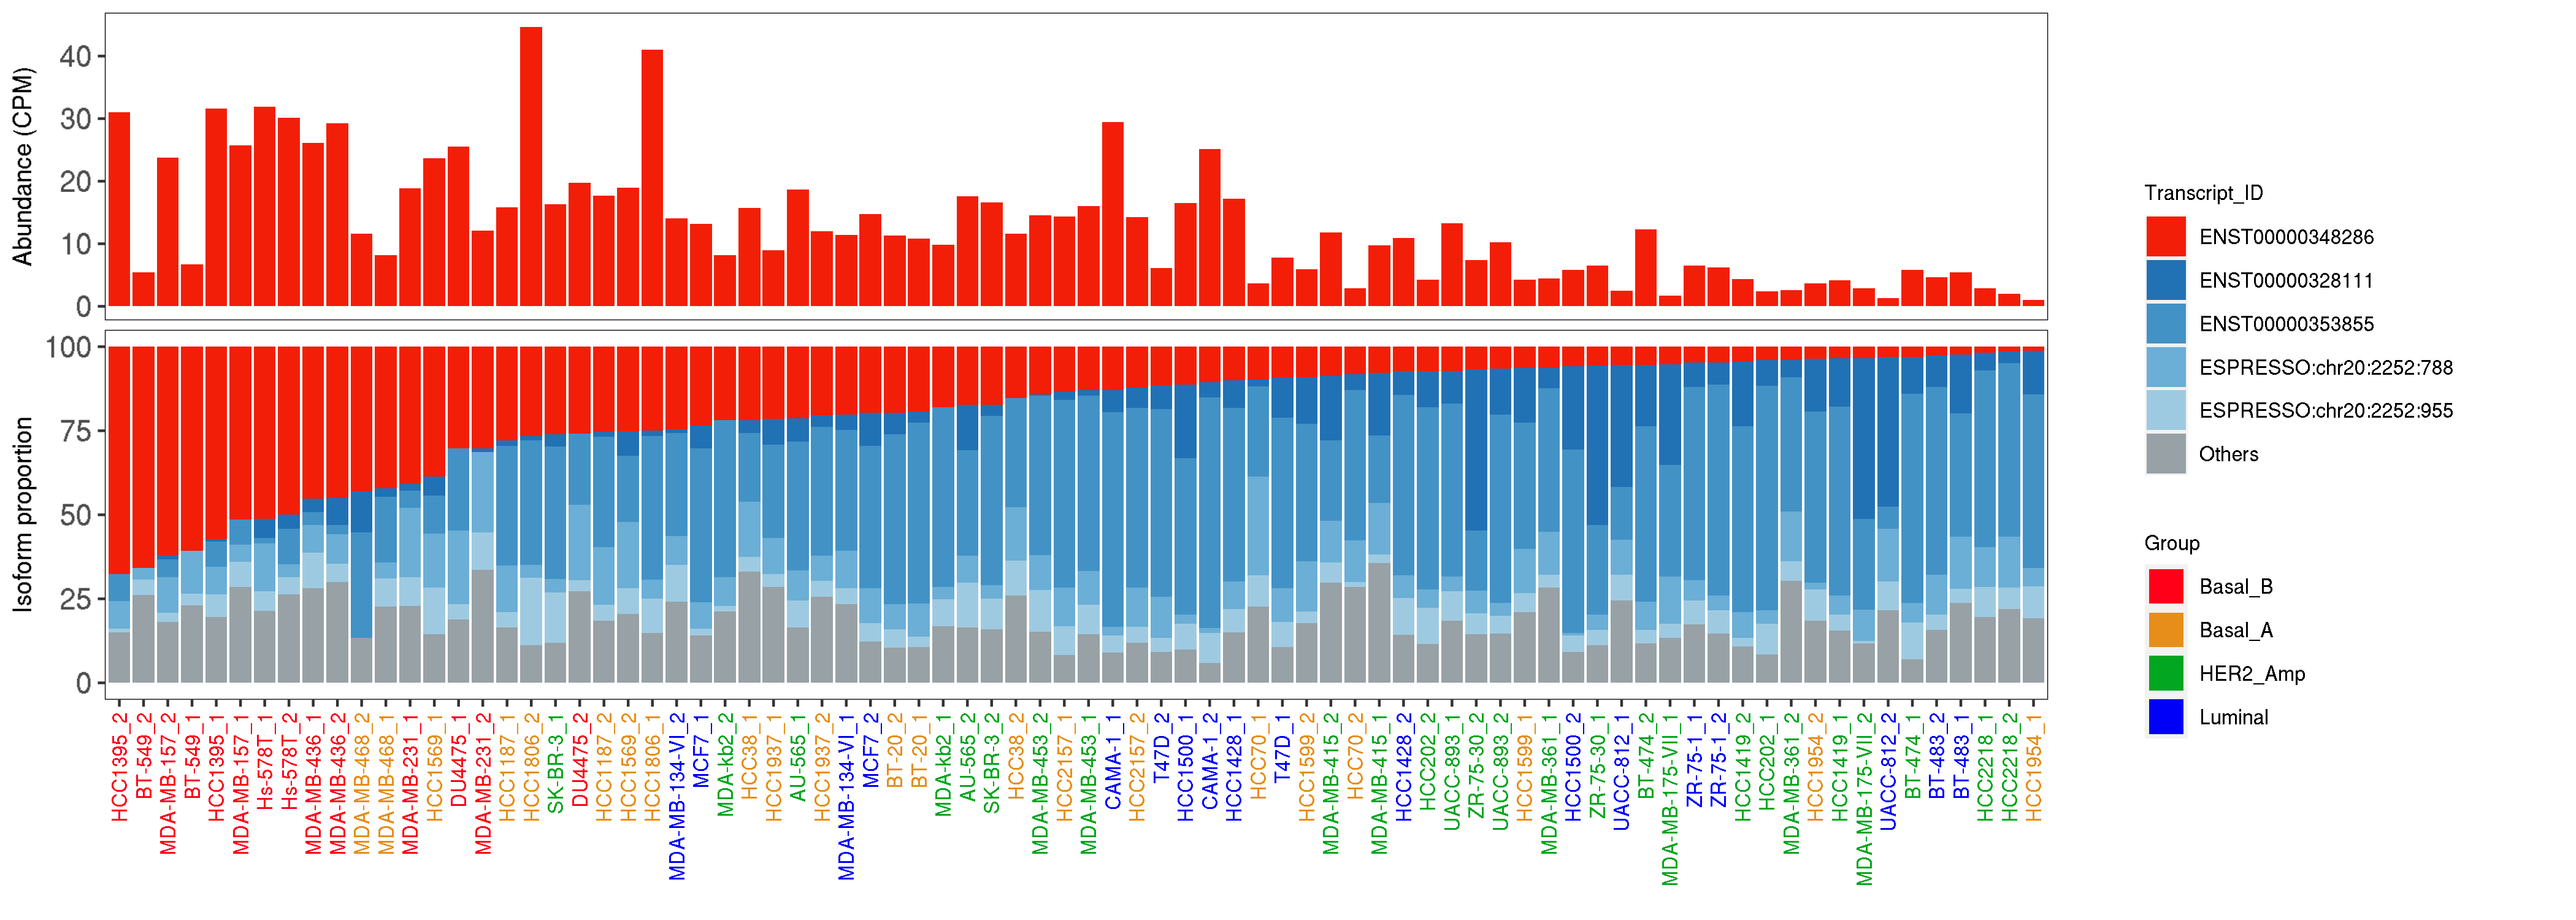 Abundance (CPM)
40
30
20
10
0
Isoform proportion
100
75
50
25
0
HCC1395_2
BT-549_2
MDA-MB-157_2
BT-549_1
HCC1395_1
MDA-MB-157_1
Hs-578T_1
Hs-578T_2
MDA-MB-436_1
MDA-MB-436_2
MDA-MB-468_2
MDA-MB-468_1
MDA-MB-231_1
HCC1569_1
DU4475_1
MDA-MB-231_2
HCC1187_1
HCC1806_2
SK-BR-3_1
DU4475_2
HCC1187_2
HCC1569_2
HCC1806_1
MDA-MB-134-VI_2
MCF7_1
MDA-kb2_2
HCC38_1
HCC1937_1
AU-565_1
HCC1937_2
MDA-MB-134-VI_1
MCF7_2
BT-20_2
BT-20_1
MDA-kb2_1
AU-565_2
SK-BR-3_2
HCC38_2
MDA-MB-453_2
HCC2157_1
MDA-MB-453_1
CAMA-1_1
HCC2157_2
T47D_2
HCC1500_1
CAMA-1_2
HCC1428_1
HCC70_1
T47D_1
HCC1599_2
MDA-MB-415_2
HCC70_2
MDA-MB-415_1
HCC1428_2
HCC202_2
UACC-893_1
ZR-75-30_2
UACC-893_2
HCC1599_1
MDA-MB-361_1
HCC1500_2
ZR-75-30_1
UACC-812_1
BT-474_2
MDA-MB-175-VII_1
ZR-75-1_1
ZR-75-1_2
HCC1419_2
HCC202_1
MDA-MB-361_2
HCC1954_2
HCC1419_1
MDA-MB-175-VII_2
UACC-812_2
BT-474_1
BT-483_2
BT-483_1
HCC2218_1
HCC2218_2
HCC1954_1
Transcript_ID
ENST00000348286
ENST00000328111
ENST00000353855
ESPRESSO:chr20:2252:788
ESPRESSO:chr20:2252:955
Others
Group
Basal_B
Basal_A
HER2_Amp
Luminal